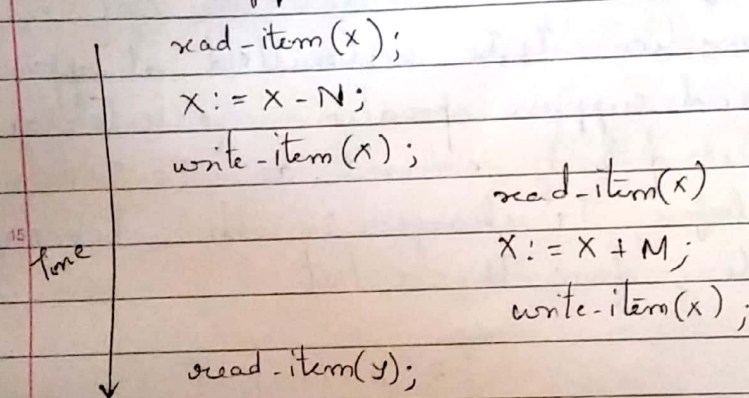 read-item(x);
X:= X-N;
write-item(x);
read-item(x)
15
Time
X:= X+M;
write-item(x);
read-item(y);